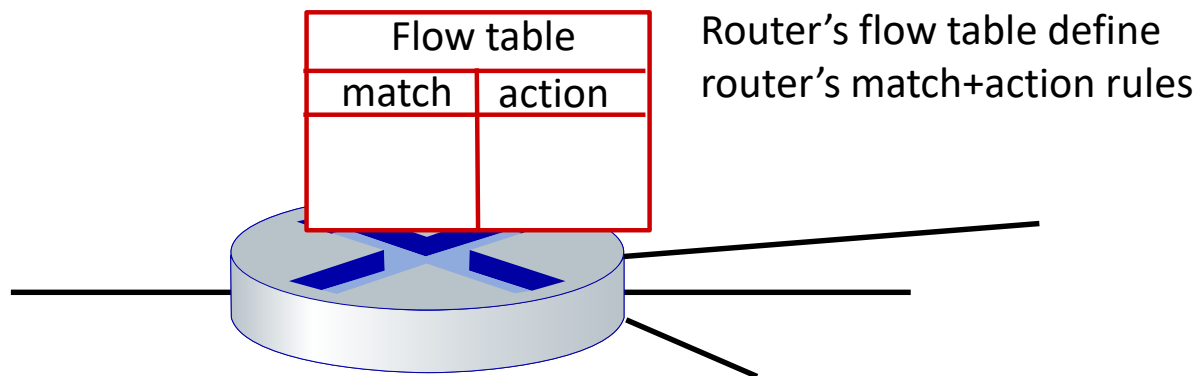 Flow table
match action
Router’s flow table define
router’s match+action rules